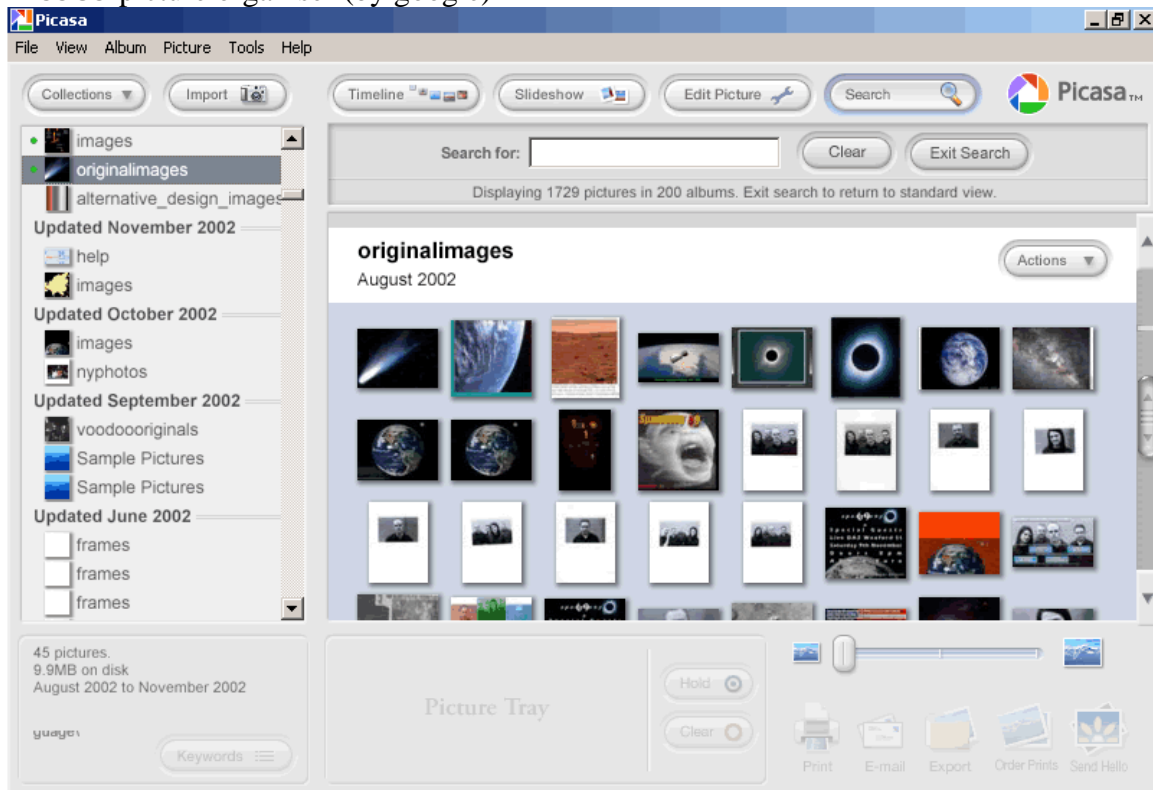 Picasa
File View Album Picture Tools Help
Collections Import Timeline Slideshow Edit Picture Search Picasa TM
images
originalimages
alternative_design_images
Updated November 2002
help
images
Updated October 2002
images
nyphotos
Updated September 2002
voodooriginals
Sample Pictures
Sample Pictures
Updated June 2002
frames
frames
frames
Search for: Clear Exit Search
Displaying 1729 pictures in 200 albums. Exit search to return to standard view.
originalimages
August 2002
Actions
45 pictures.
9.9MB on disk
August 2002 to November 2002
Keywords
Picture Tray
Hold
Clear
Print E-mail Export Order Prints Send Hello